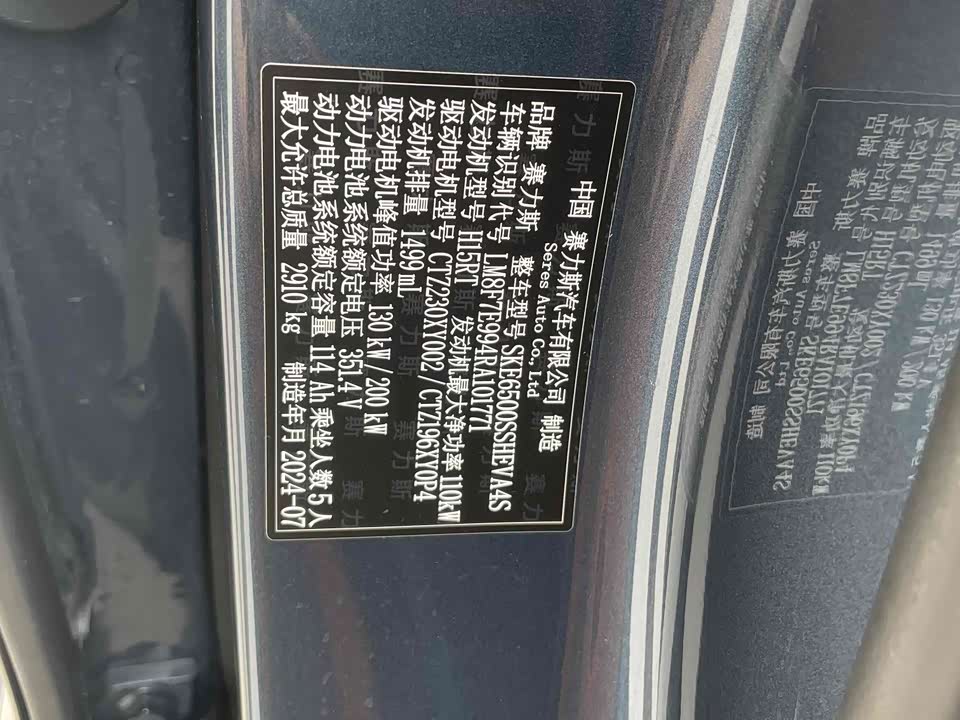 中国 赛力斯汽车有限公司 制造
Seres Auto Co., Ltd
品牌 赛力斯 整车型号 SKE6500SSHEVA4S
车辆识别代号 LM8F7E994RA101771
发动机型号 H15RT 发动机最大净功率 110kW
驱动电机型号 CTZ230XY002 / CTZ196XY0P4
发动机排量 1499 mL
驱动电机峰值功率 130 kW / 200 kW
动力电池系统额定电压 351.4 V
动力电池系统额定容量 114 Ah 乘坐人数 5 人
最大允许总质量 2910 kg 制造年月 2024-07